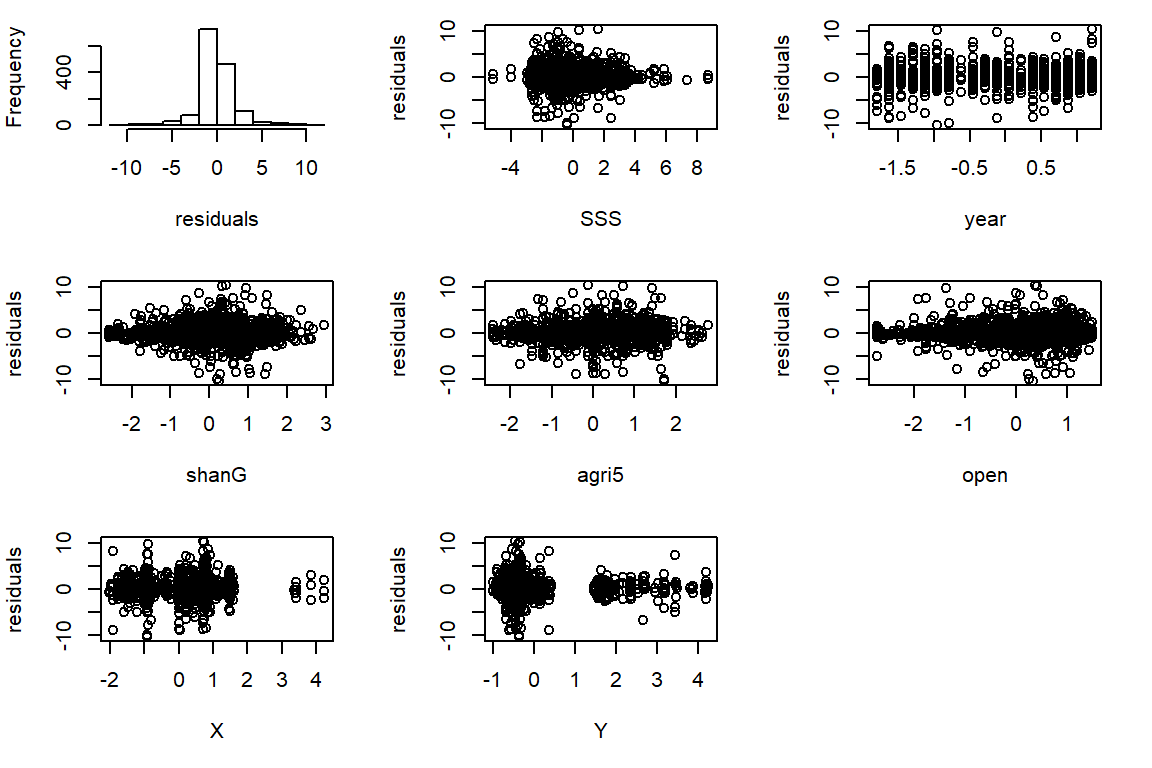 Frequency
0 400
-10 -5 0 5 10
residuals
residuals
-10 0 10
-4 0 2 4 6 8
SSS
residuals
-10 0 10
-1.5 -0.5 0.5
year
residuals
-10 0 10
-2 -1 0 1 2 3
shanG
residuals
-10 0 10
-2 -1 0 1 2
agri5
residuals
-10 0 10
-2 -1 0 1
open
residuals
-10 0 10
-2 0 1 2 3 4
X
residuals
-10 0 10
-1 0 1 2 3 4
Y